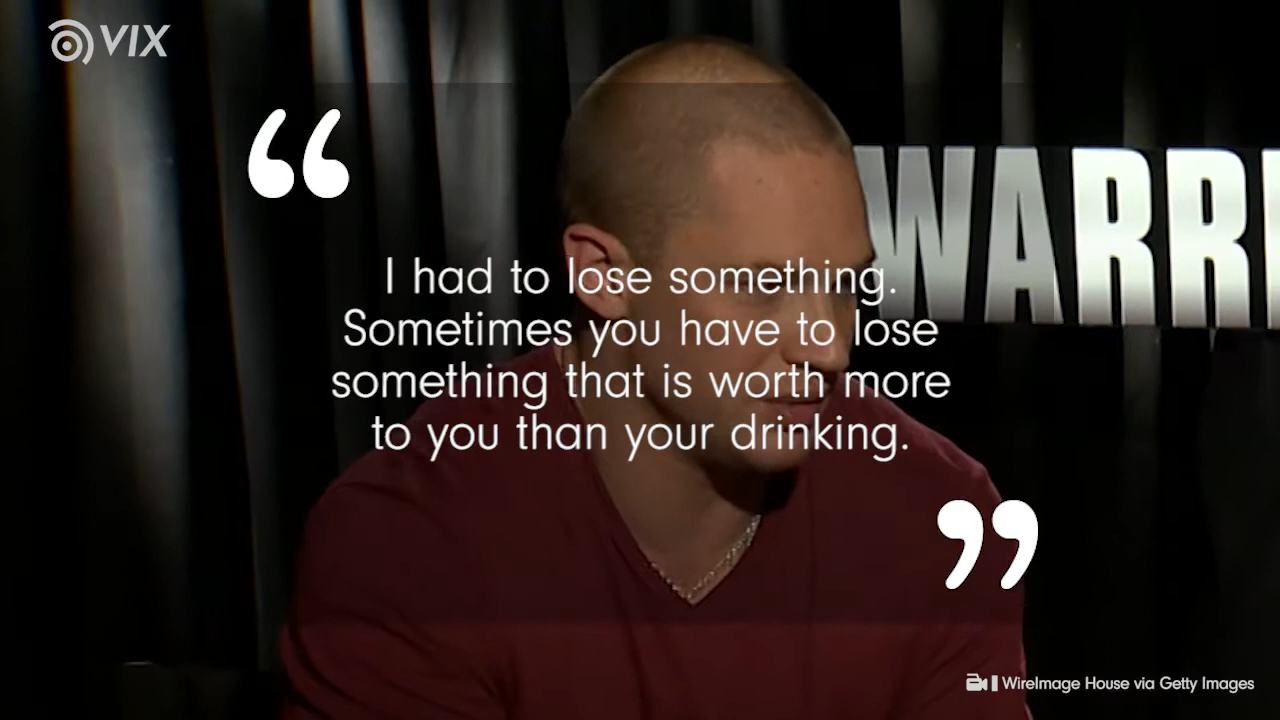 VIX
“
WARR
I had to lose something.
Sometimes you have to lose
something that is worth more
to you than your drinking.
”
WireImage House via Getty Images